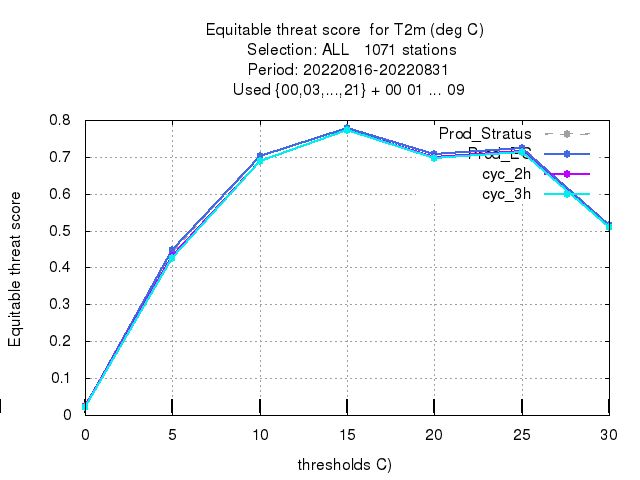 Equitable threat score  for T2m (deg C)
Selection: ALL   1071 stations
Period: 20220816-20220831
Used {00,03,...,21} + 00 01 ... 09
Equitable threat score
0.8
0.7
0.6
0.5
0.4
0.3
0.2
0.1
0
Prod_Stratus
cyc_2h
cyc_3h
0 5 10 15 20 25 30
thresholds C)